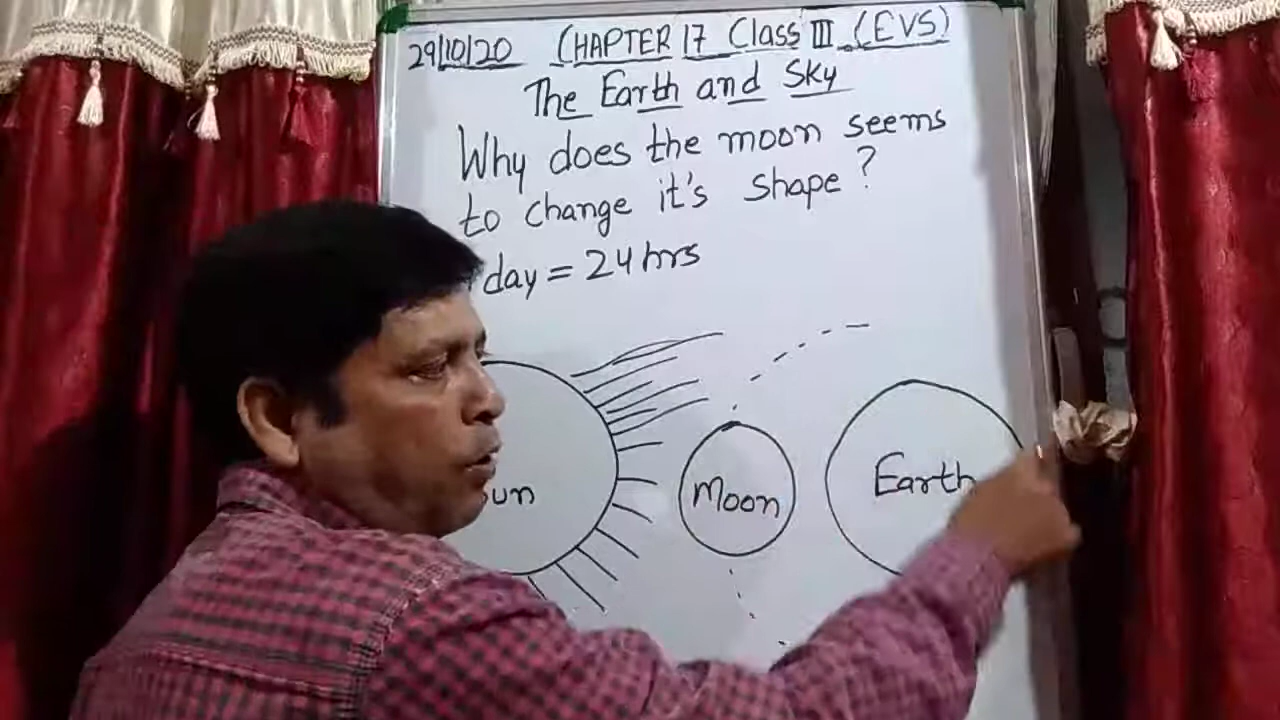 29/10/20 CHAPTER 17 Class III (EVS)
The Earth and Sky
Why does the moon seems
to change it's shape?
day = 24 hrs
Moon
Earth